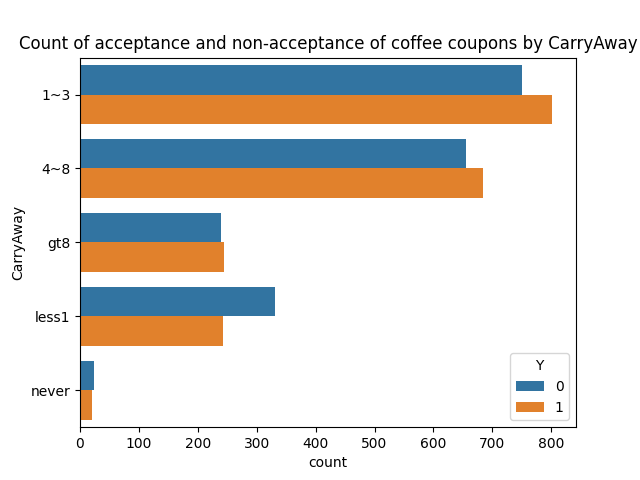 Count of acceptance and non-acceptance of coffee coupons by CarryAway
CarryAway
1~3
4~8
gt8
less1
never
Y
0
1
0 100 200 300 400 500 600 700 800
count